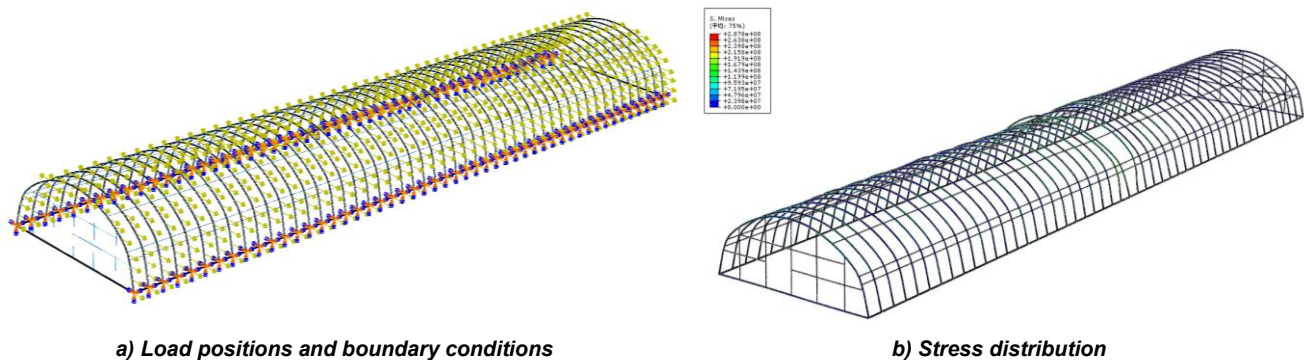 S, Mises
(平均: 75%)
+2.878e+08
+2.638e+08
+2.398e+08
+2.158e+08
+1.919e+08
+1.679e+08
+1.439e+08
+1.199e+08
+9.593e+07
+7.195e+07
+4.796e+07
+2.398e+07
+0.000e+00
a) Load positions and boundary conditions
b) Stress distribution